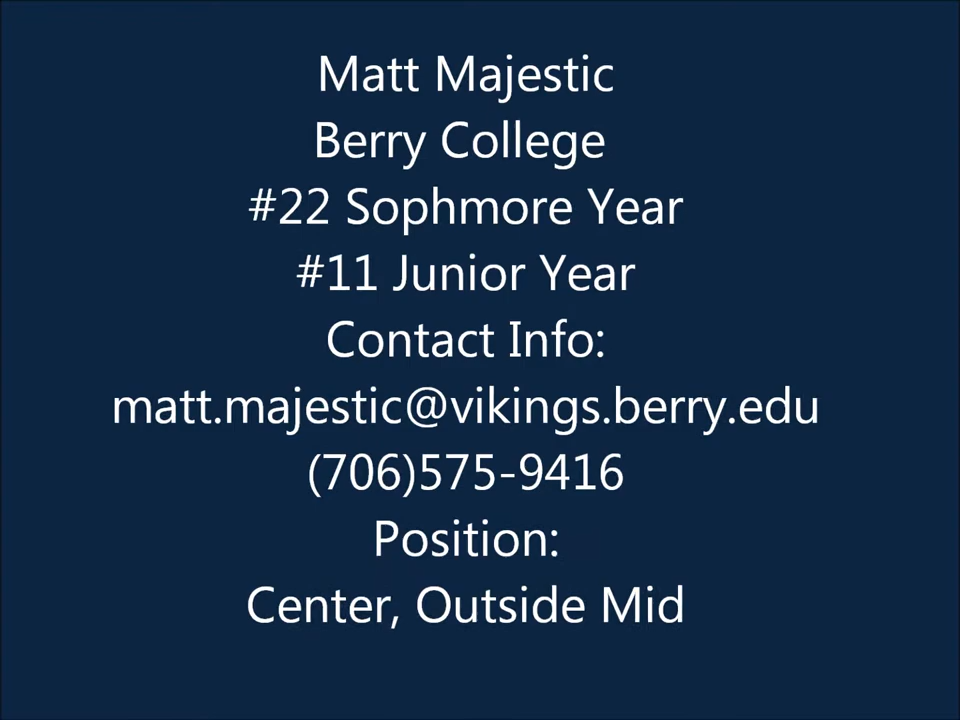 Matt Majestic
Berry College
#22 Sophmore Year
#11 Junior Year
Contact Info:
matt.majestic@vikings.berry.edu
(706)575-9416
Position:
Center, Outside Mid